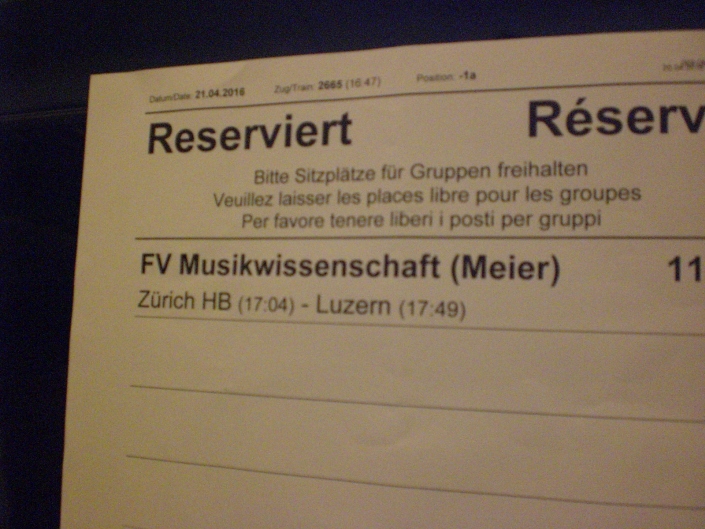 Datum/Date: 21.04.2016 Zug/Train: 2665 (16:47) Position: -1a
Reserviert Réserv
Bitte Sitzplätze für Gruppen freihalten
Veuillez laisser les places libre pour les groupes
Per favore tenere liberi i posti per gruppi
FV Musikwissenschaft (Meier) 11
Zürich HB (17:04) - Luzern (17:49)